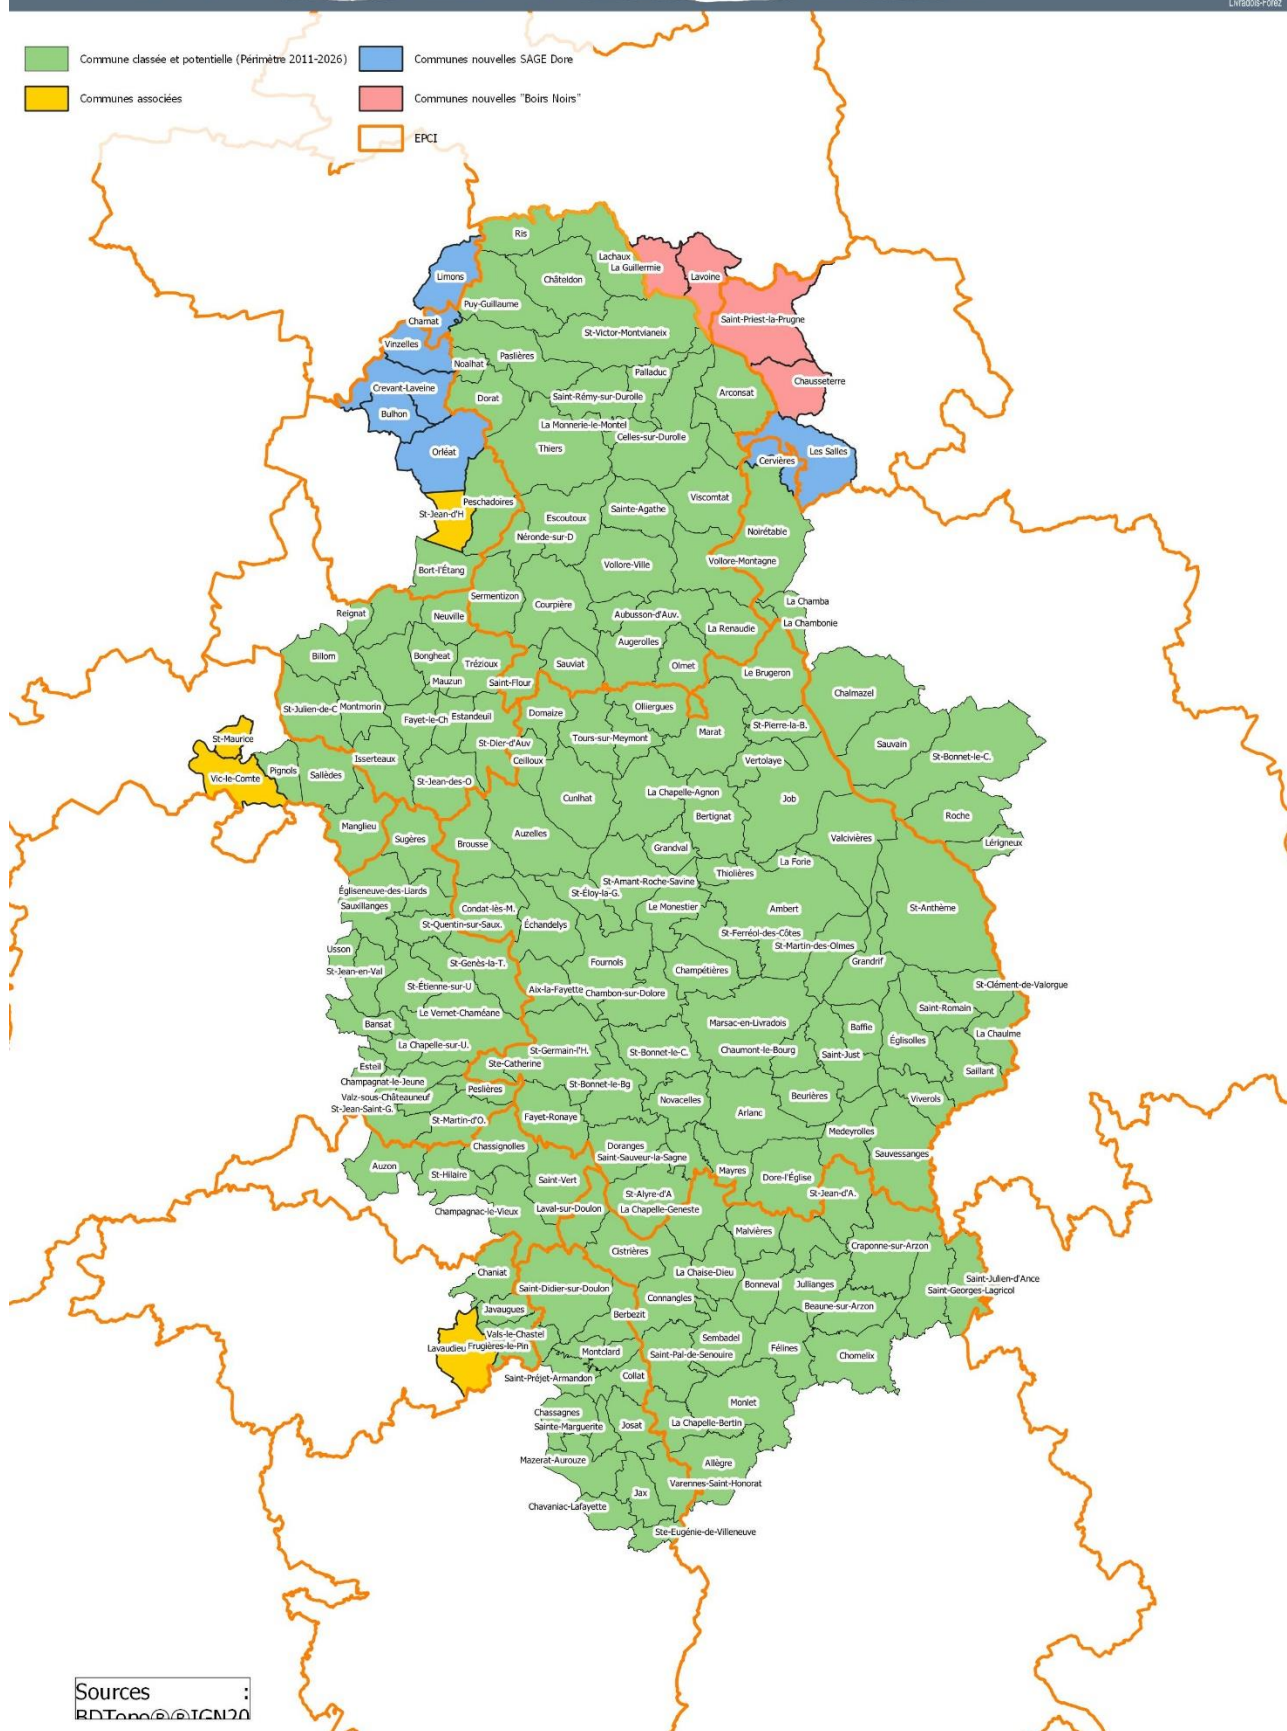 Livradois-Forez
Commune classée et potentielle (Périmètre 2011-2026)
Communes nouvelles SAGE Dore
Communes associées
Communes nouvelles "Boirs Noirs"
EPCI
Ris
Lachaux
La Guillermie
Lavoine
Limons
Châteldon
Puy-Guillaume
Charnat
Saint-Priest-la-Prugne
St-Victor-Montvianeix
Vinzelles
Paslières
Noalhat
Palladuc
Chausseterre
Crevant-Laveine
Arconsat
Dorat
Saint-Rémy-sur-Durolle
Bulhon
La Monnerie-le-Montel
Celles-sur-Durolle
Thiers
Orléat
Les Salles
Cervières
Viscomtat
Peschadoires
Sainte-Agathe
St-Jean-d'H
Escoutoux
Noirétable
Néronde-sur-D
Vollore-Montagne
Vollore-Ville
Bort-l'Étang
Sermentizon
La Chamba
Courpière
Reignat
Neuville
Aubusson-d'Auv.
La Chambonie
La Renaudie
Augerolles
Billom
Bongheat
Trézioux
Sauviat
Olmet
Le Brugeron
Mauzun
Saint-Flour
Chalmazel
St-Julien-de-C
Montmorin
Olliergues
Domaize
Fayet-le-Ch
Estandeuil
St-Pierre-la-B.
Marat
St-Maurice
Tours-sur-Meymont
St-Dier-d'Auv
Sauvain
St-Bonnet-le-C.
Isserteaux
Ceilloux
Vertolaye
Pignols
Sallèdes
Vic-le-Comte
St-Jean-des-O
La Chapelle-Agnon
Cunlhat
Job
Bertignat
Roche
Manglieu
Auzelles
Sugères
Brousse
Valcivières
Lérigneux
Grandval
La Forie
Thiolières
St-Amant-Roche-Savine
Égliseneuve-des-Liards
St-Éloy-la-G.
Sauxillanges
Condat-lès-M.
Le Monestier
Ambert
St-Anthème
St-Quentin-sur-Saux.
Échandelys
St-Ferréol-des-Côtes
St-Martin-des-Olmes
Usson
St-Genès-la-T.
Fournols
Grandrif
St-Jean-en-Val
Champétières
St-Étienne-sur-U
Aix-la-Fayette
Chambon-sur-Dolore
St-Clément-de-Valorgue
Saint-Romain
Le Vernet-Chaméane
Bansat
Marsac-en-Livradois
Baffie
La Chaulme
Églisolles
La Chapelle-sur-U.
St-Germain-l'H.
St-Bonnet-le-C.
Chaumont-le-Bourg
Saint-Just
Esteil
Ste-Catherine
Saillant
Champagnat-le-Jeune
St-Bonnet-le-Bg
Peslières
Valz-sous-Châteauneuf
Beurières
Novacelles
Viverols
St-Jean-Saint-G.
Arlanc
St-Martin-d'O.
Fayet-Ronaye
Medeyrolles
Chassignolles
Doranges
Sauvessanges
Saint-Sauveur-la-Sagne
Auzon
St-Hilaire
Mayres
Saint-Vert
Dore-l'Église
St-Alyre-d'A
St-Jean-d'A.
Champagnac-le-Vieux
Laval-sur-Doulon
La Chapelle-Geneste
Malvières
Craponne-sur-Arzon
Cistrières
Chaniat
La Chaise-Dieu
Saint-Julien-d'Ance
Saint-Didier-sur-Doulon
Bonneval
Jullianges
Saint-Georges-Lagricol
Connangles
Javaugues
Beaune-sur-Arzon
Berbezit
Vals-le-Chastel
Sembadel
Lavaudieu
Frugières-le-Pin
Montclard
Saint-Pal-de-Senouire
Félines
Chomelix
Saint-Préjet-Armandon
Collat
Monlet
Chassagnes
Sainte-Marguerite
Josat
La Chapelle-Bertin
Mazerat-Aurouze
Allègre
Varennes-Saint-Honorat
Jax
Chavaniac-Lafayette
Ste-Eugénie-de-Villeneuve
Sources :
BDTopo®®IGN20